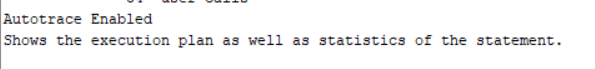 Autotrace Enabled
Shows the execution plan as well as statistics of the statement.